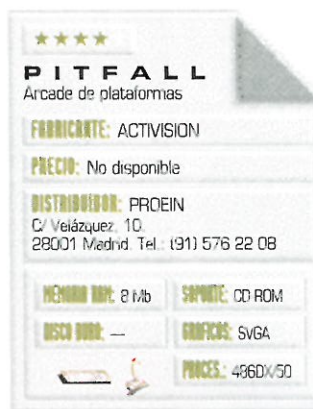 PITFALL
Arcade de plataformas
FABRICANTE: ACTIVISION
PRECIO: No disponible
DISTRIBUIDOR: PROEIN
C/ Velázquez, 10.
28001 Madrid. Tel.: (91) 576 22 08
MEMORIA RAM: 8 Mb
SOPORTE: CD ROM
DISCO DURO: —
GRAFICOS: SVGA
PROCES.: 486DX/50